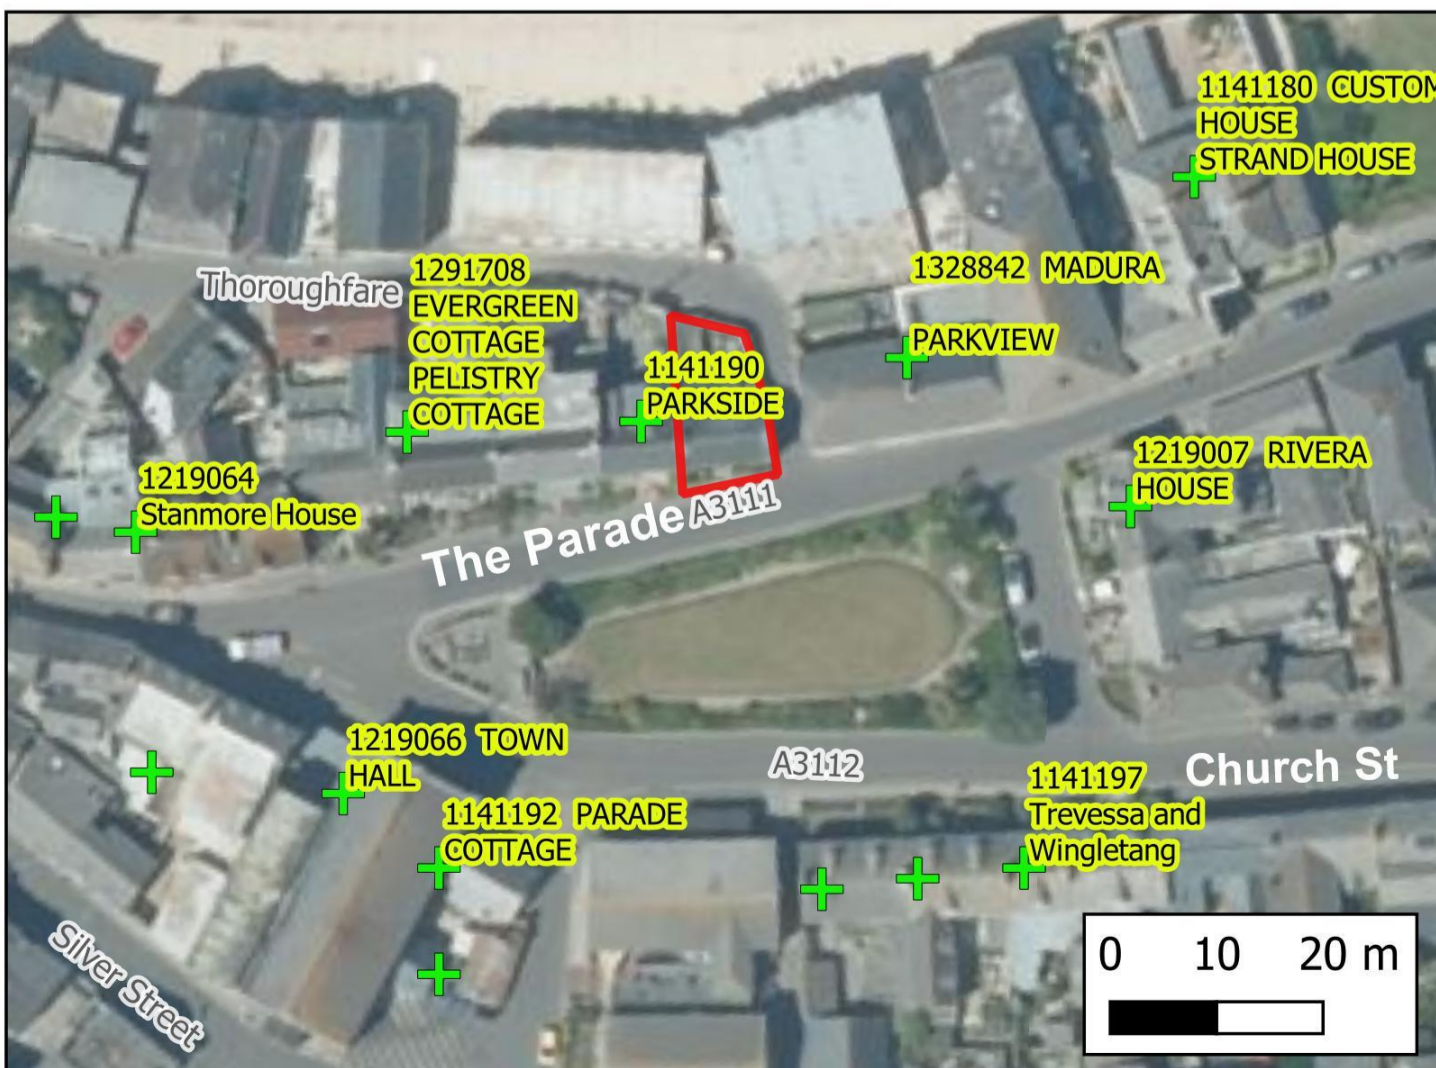 1141180 CUSTOM
HOUSE
STRAND HOUSE
Thoroughfare
1291708
EVERGREEN
COTTAGE
PELISTRY
COTTAGE
1328842 MADURA
PARKVIEW
1141190
PARKSIDE
1219064
Stanmore House
1219007 RIVERA
HOUSE
The Parade
A3111
1219066 TOWN
HALL
A3112
Church St
1141192 PARADE
COTTAGE
1141197
Trevessa and
Wingletang
Silver Street
0 10 20 m